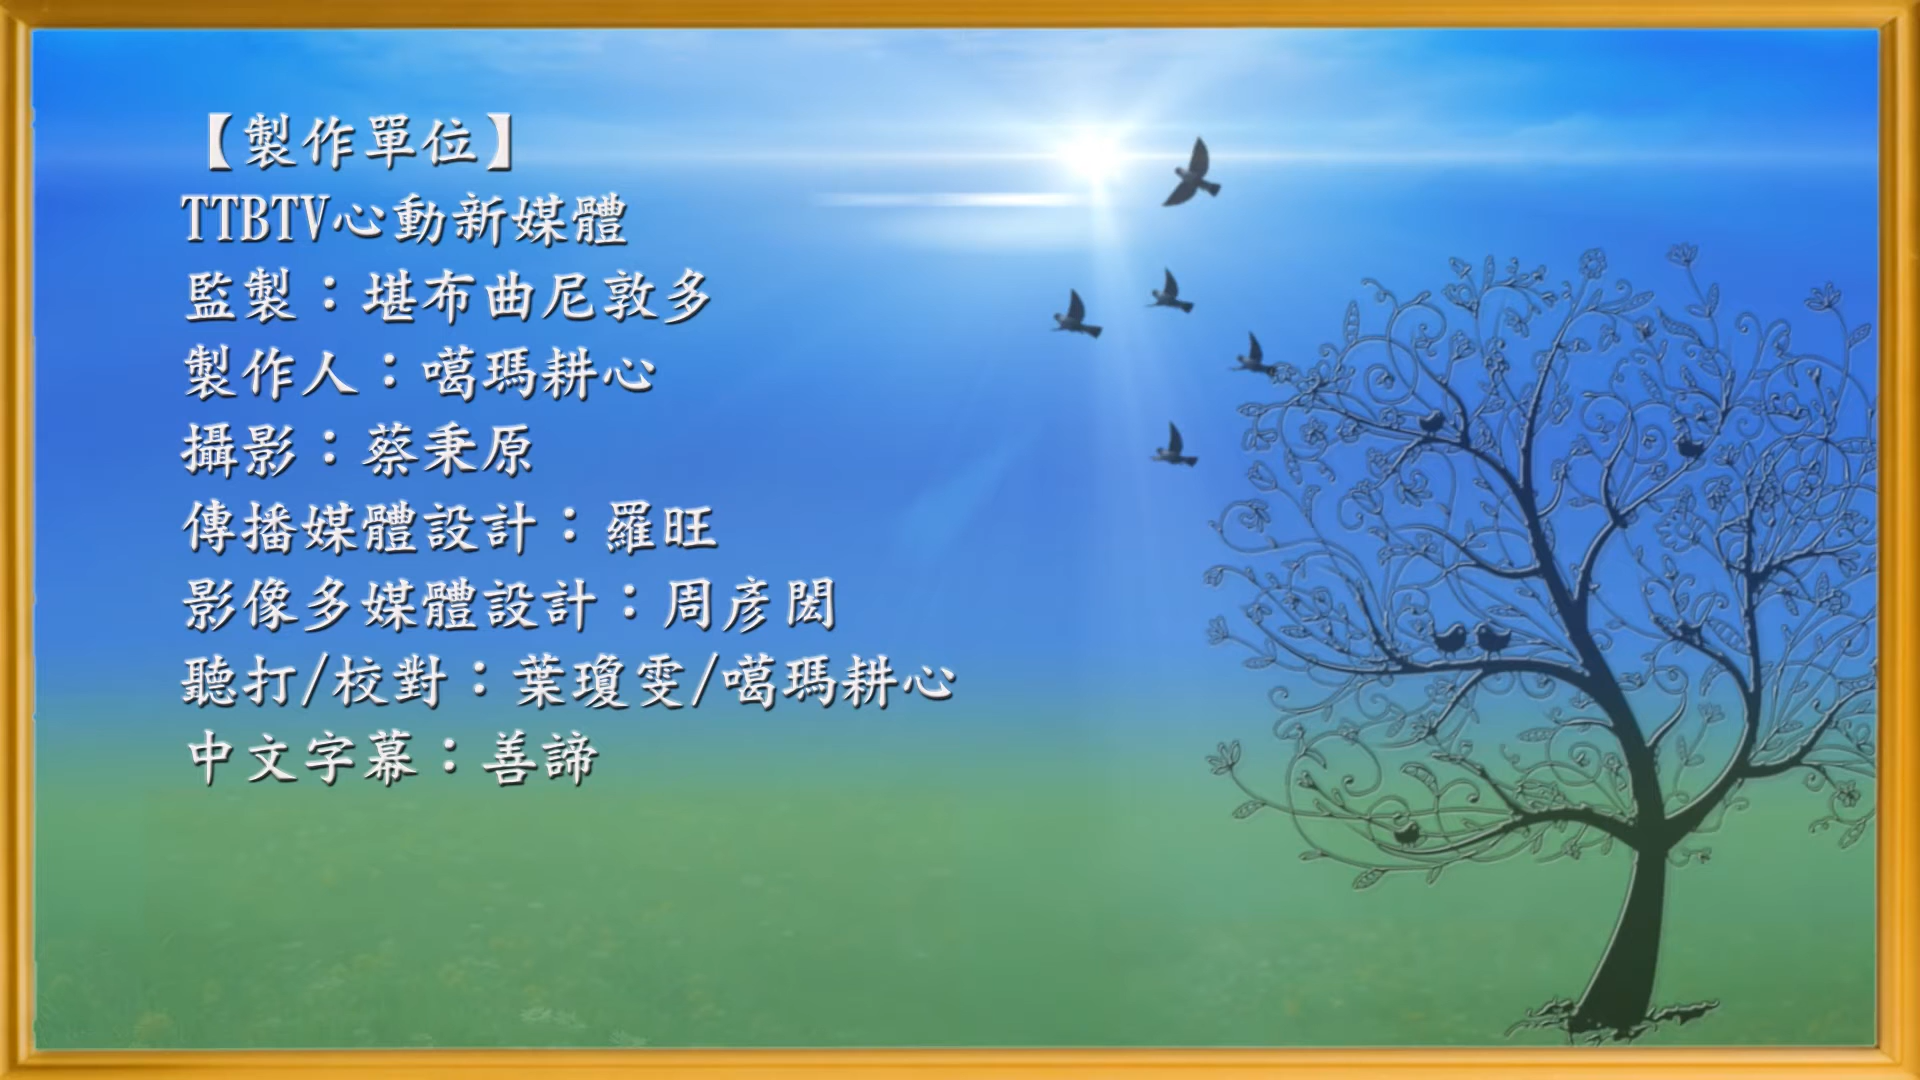 【製作單位】
TTBTV心動新媒體
監製：堪布曲尼敦多
製作人：噶瑪耕心
攝影：蔡秉原
傳播媒體設計：羅旺
影像多媒體設計：周彥閎
聽打/校對：葉瓊雯/噶瑪耕心
中文字幕：善諦